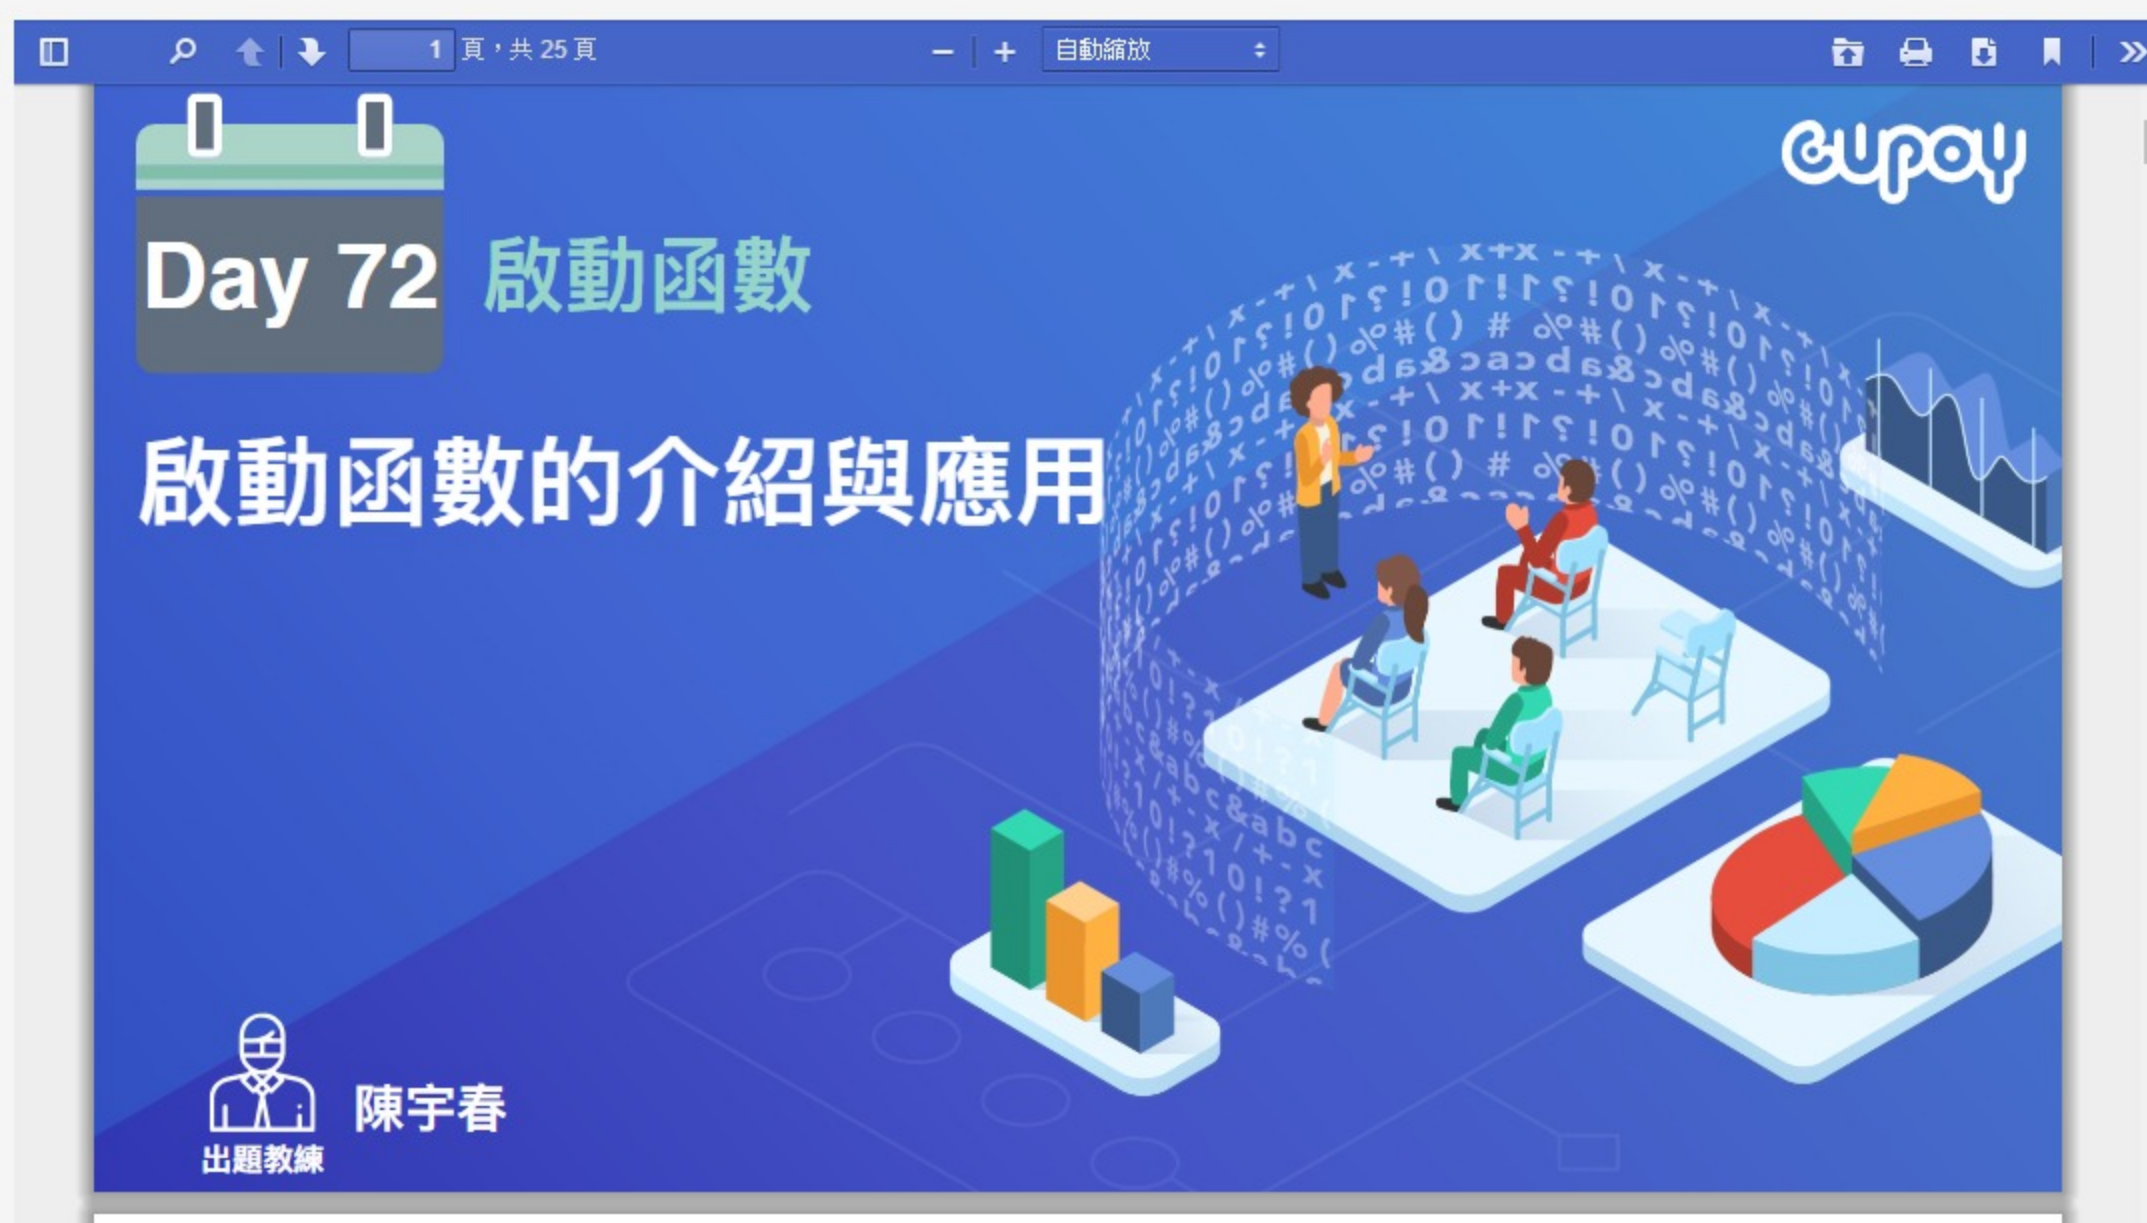 1 頁，共 25 頁
自動縮放
cupoy
Day 72
啟動函數
啟動函數的介紹與應用
陳宇春
出題教練